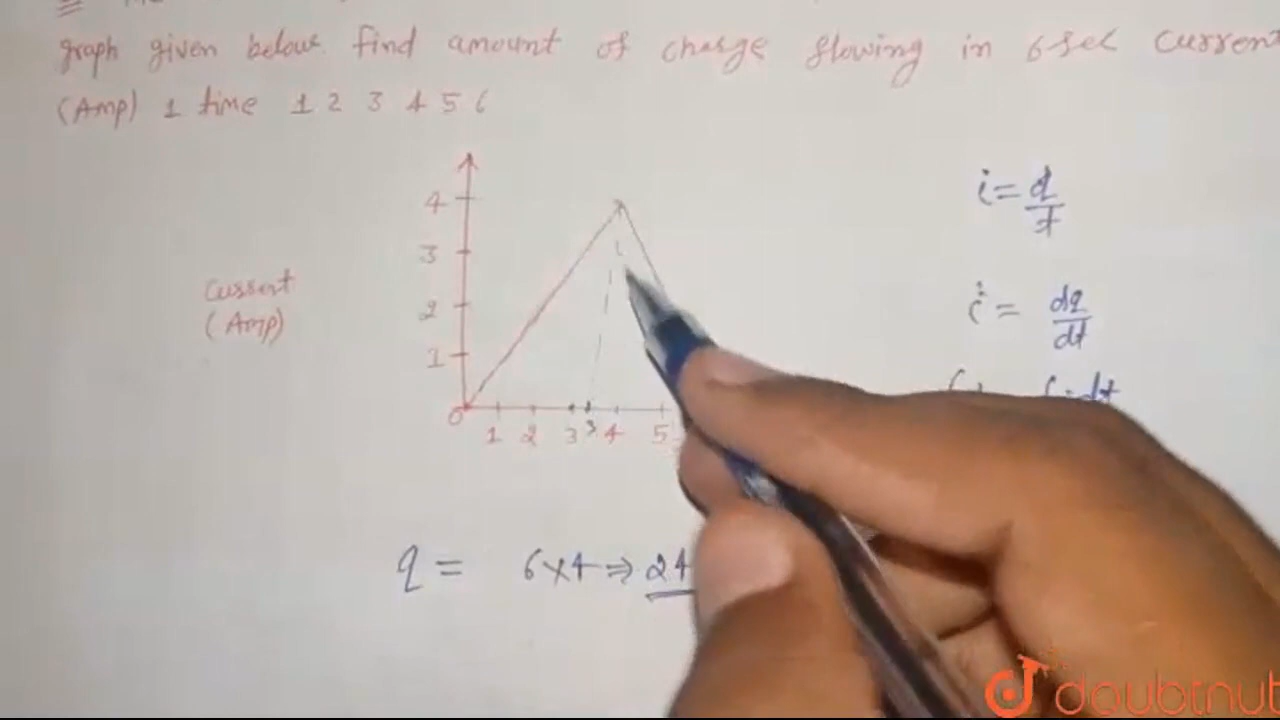 graph given below. find amount of charge flowing in 6 sec current
(Amp) 1 time 1 2 3 4 5 6
4
3
2
1
0
1 2 3 3 4 5
Current
(Amp)
i = q/t
i = dq/dt
q = 6×4 ⇒ 24
doubtnut